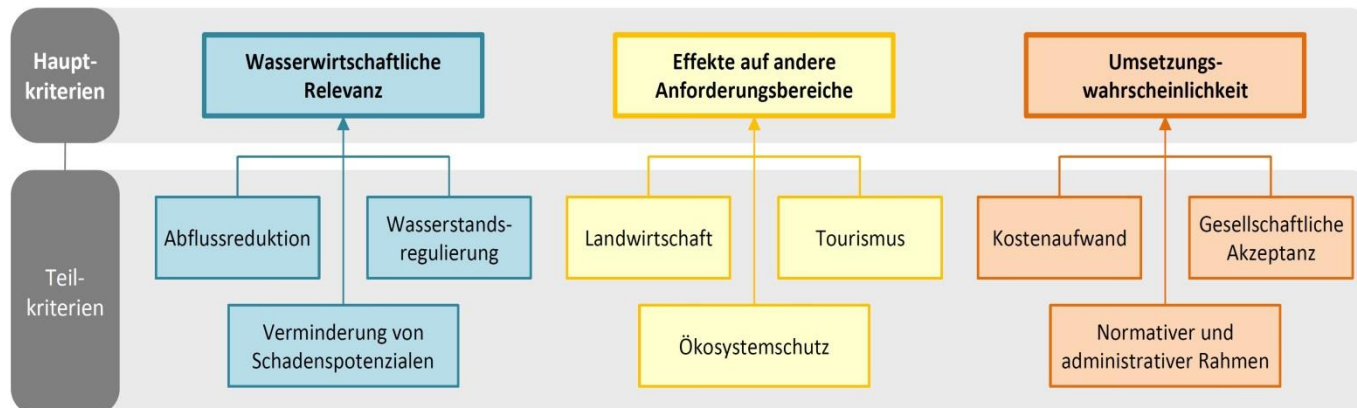 Haupt-
kriterien
Wasserwirtschaftliche
Relevanz
Effekte auf andere
Anforderungsbereiche
Umsetzungs-
wahrscheinlichkeit
Teil-
kriterien
Abflussreduktion
Wasserstands-
regulierung
Verminderung von
Schadenspotenzialen
Landwirtschaft
Tourismus
Ökosystemschutz
Kostenaufwand
Gesellschaftliche
Akzeptanz
Normativer und
administrativer Rahmen